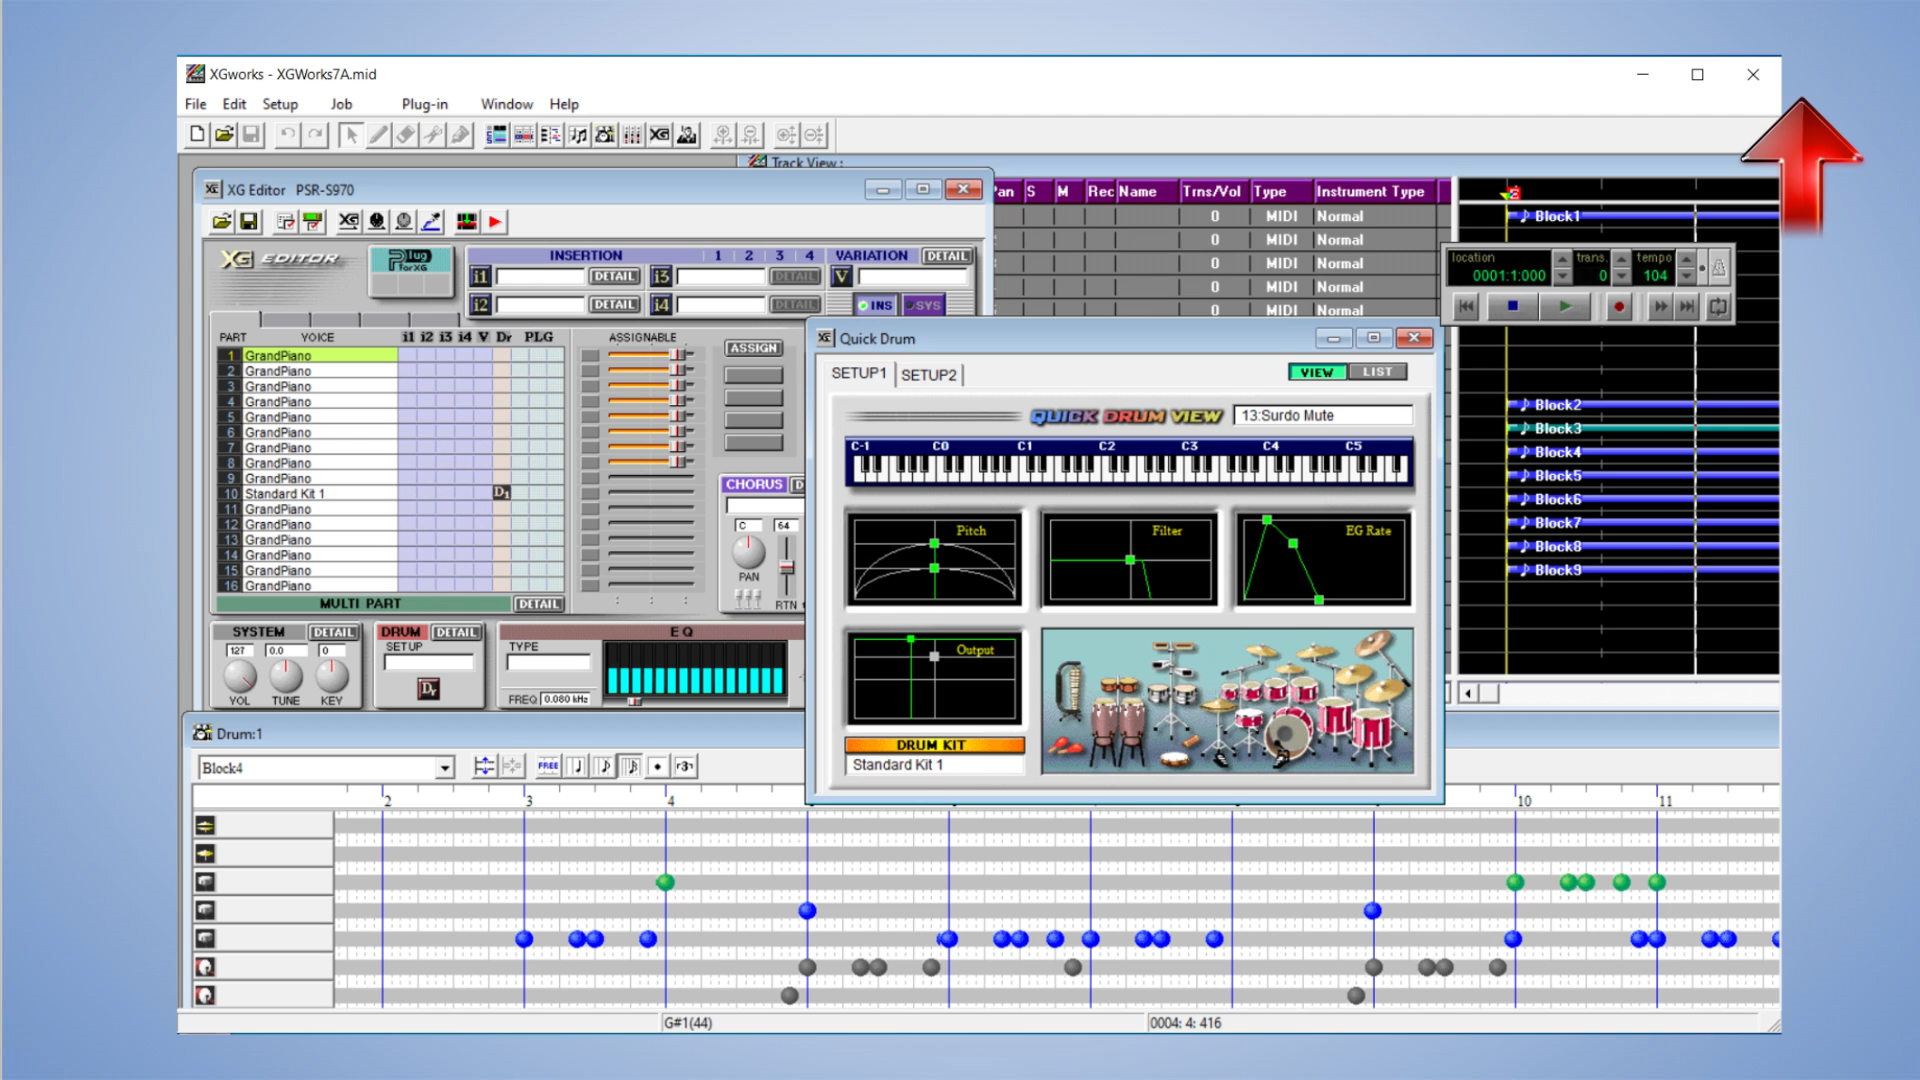 XGworks - XGWorks7A.mid
File Edit Setup Job Plug-in Window Help
XG
Track View :
XG Editor PSR-S970
Pan S M Rec Name Trns/Vol Type Instrument Type
0 MIDI Normal
0 MIDI Normal
0 MIDI Normal
0 MIDI Normal
0 MIDI Normal
XG EDITOR
Plug for XG
INSERTION 1 2 3 4 VARIATION DETAIL
i1 DETAIL i3 DETAIL V
i2 DETAIL i4 DETAIL INS SYS
PART VOICE i1 i2 i3 i4 V Dr PLG
1 GrandPiano
2 GrandPiano
3 GrandPiano
4 GrandPiano
5 GrandPiano
6 GrandPiano
7 GrandPiano
8 GrandPiano
9 GrandPiano
10 Standard Kit 1 D1
11 GrandPiano
12 GrandPiano
13 GrandPiano
14 GrandPiano
15 GrandPiano
16 GrandPiano
MULTI PART DETAIL
ASSIGNABLE
ASSIGN
CHORUS
C 64
PAN
RTN
SYSTEM DETAIL
127 0.0 0
VOL TUNE KEY
DRUM DETAIL
SETUP
Dr
EQ
TYPE
FREQ 0.080 kHz
Quick Drum
SETUP1 SETUP2 VIEW LIST
QUICK DRUM VIEW 13:Surdo Mute
C-1 C0 C1 C2 C3 C4 C5
Pitch
Filter
EG Rate
Output
DRUM KIT
Standard Kit 1
Block1
location trans. tempo
0001:1:000 0 104
Block2
Block3
Block4
Block5
Block6
Block7
Block8
Block9
Drum:1
Block4
FREE
2 3 4 10 11
G#1(44) 0004: 4: 416